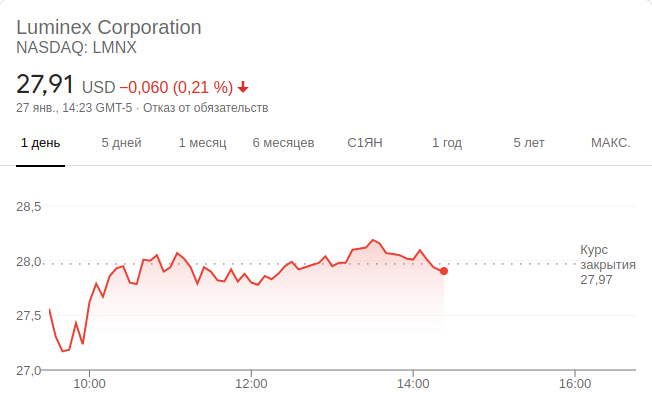 Luminex Corporation
NASDAQ: LMNX
27,91 USD −0,060 (0,21 %)
27 янв., 14:23 GMT-5 · Отказ от обязательств
1 день 5 дней 1 месяц 6 месяцев С1ЯН 1 год 5 лет МАКС.
28,5
28,0
27,5
27,0
Курс
закрытия
27,97
10:00 12:00 14:00 16:00